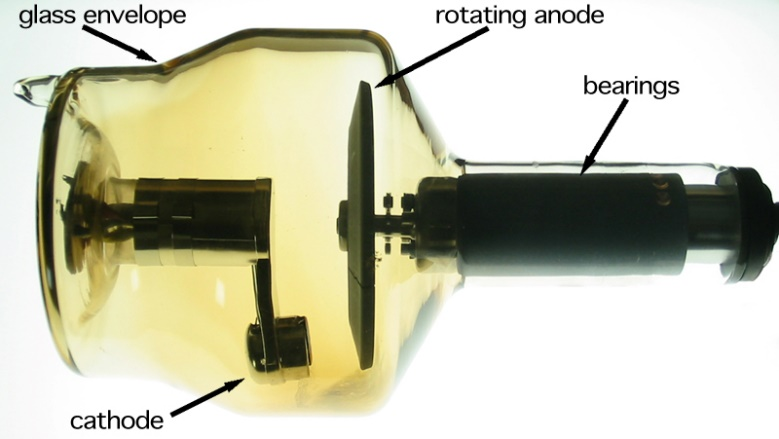 glass envelope
rotating anode
bearings
cathode